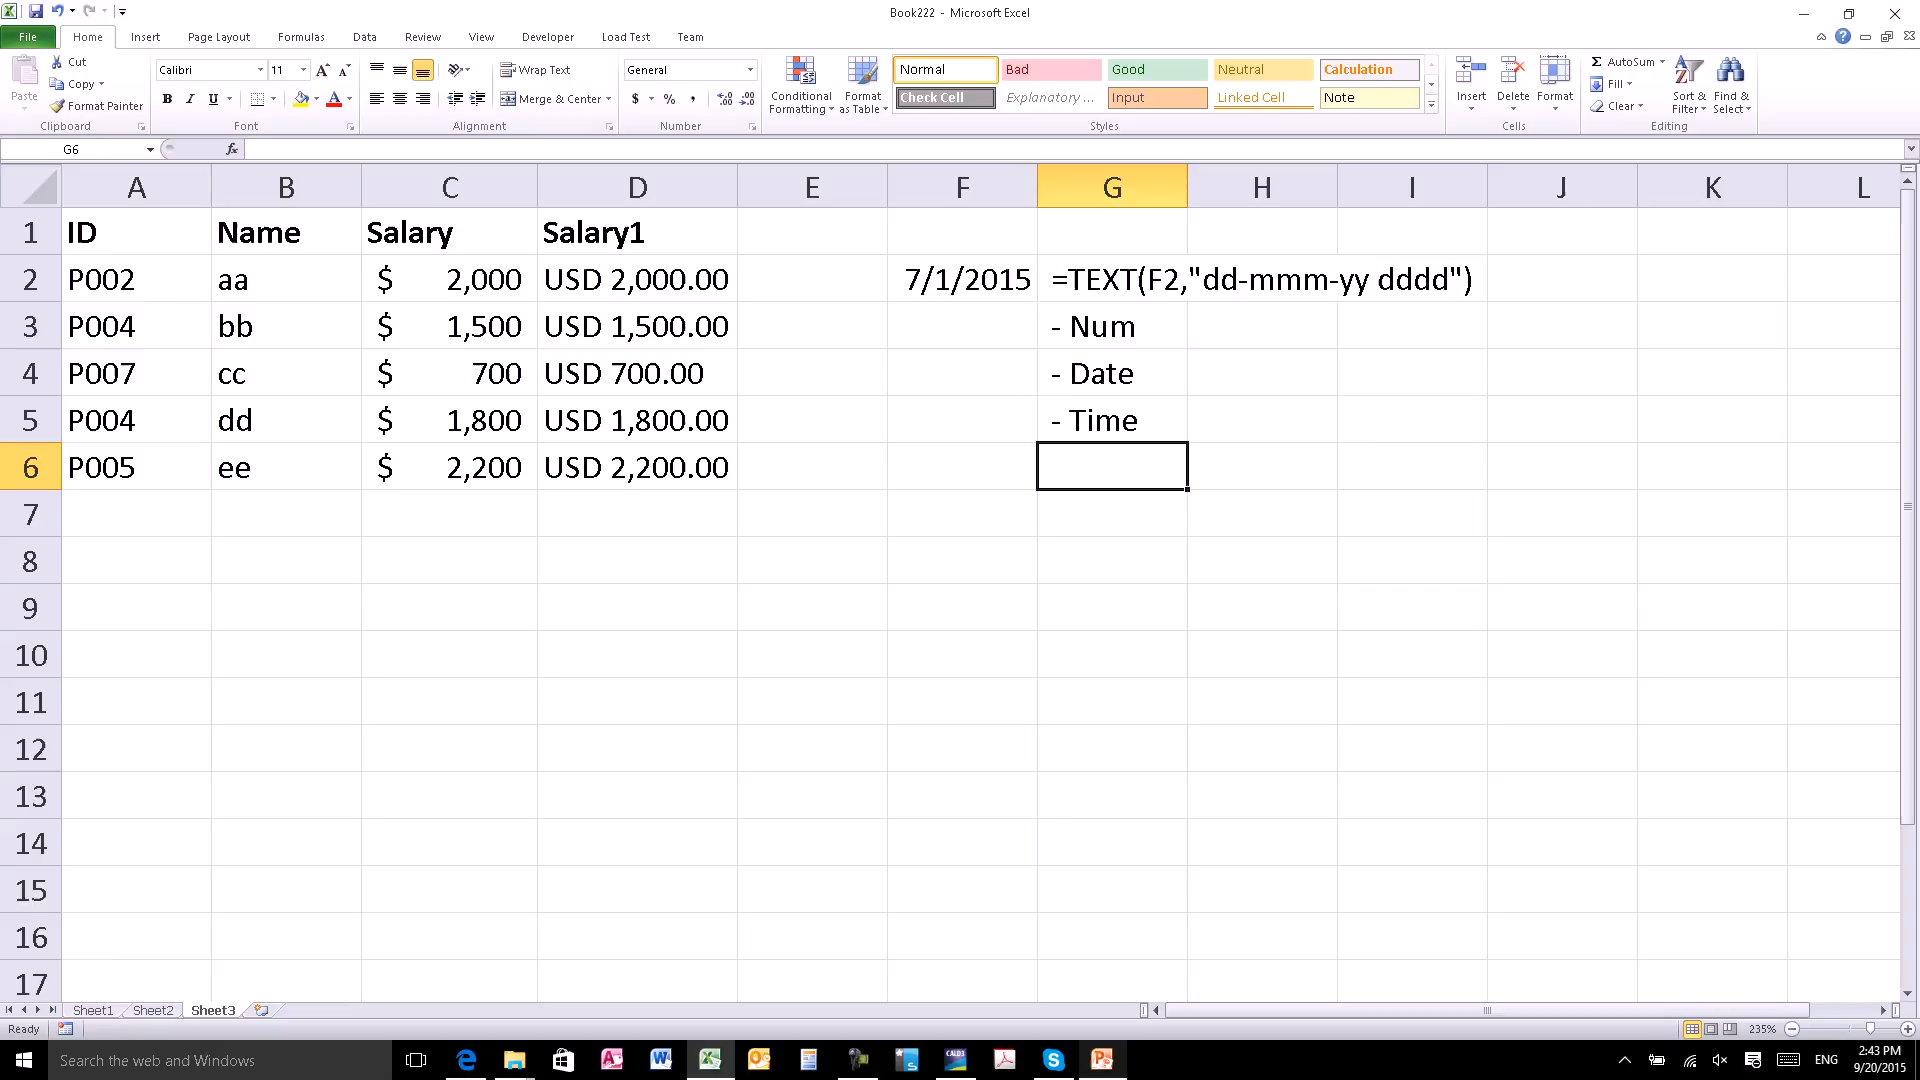 Book222 - Microsoft Excel
File Home Insert Page Layout Formulas Data Review View Developer Load Test Team
Paste
Cut
Copy
Format Painter
Clipboard
Calibri 11
B I U
Font
Wrap Text
Merge & Center
Alignment
General
$ % ,
Number
Conditional Formatting
Format as Table
Normal Bad Good Neutral Calculation
Check Cell Explanatory ... Input Linked Cell Note
Styles
Insert Delete Format
Cells
Σ AutoSum
Fill
Clear
Sort & Filter
Find & Select
Editing
G6 fx
A B C D E F G H I J K L
1 ID Name Salary Salary1
2 P002 aa $ 2,000 USD 2,000.00 7/1/2015 =TEXT(F2,"dd-mmm-yy dddd")
3 P004 bb $ 1,500 USD 1,500.00 - Num
4 P007 cc $ 700 USD 700.00 - Date
5 P004 dd $ 1,800 USD 1,800.00 - Time
6 P005 ee $ 2,200 USD 2,200.00
7
8
9
10
11
12
13
14
15
16
17
Sheet1 Sheet2 Sheet3
Ready 235%
Search the web and Windows
ENG
2:43 PM
9/20/2015